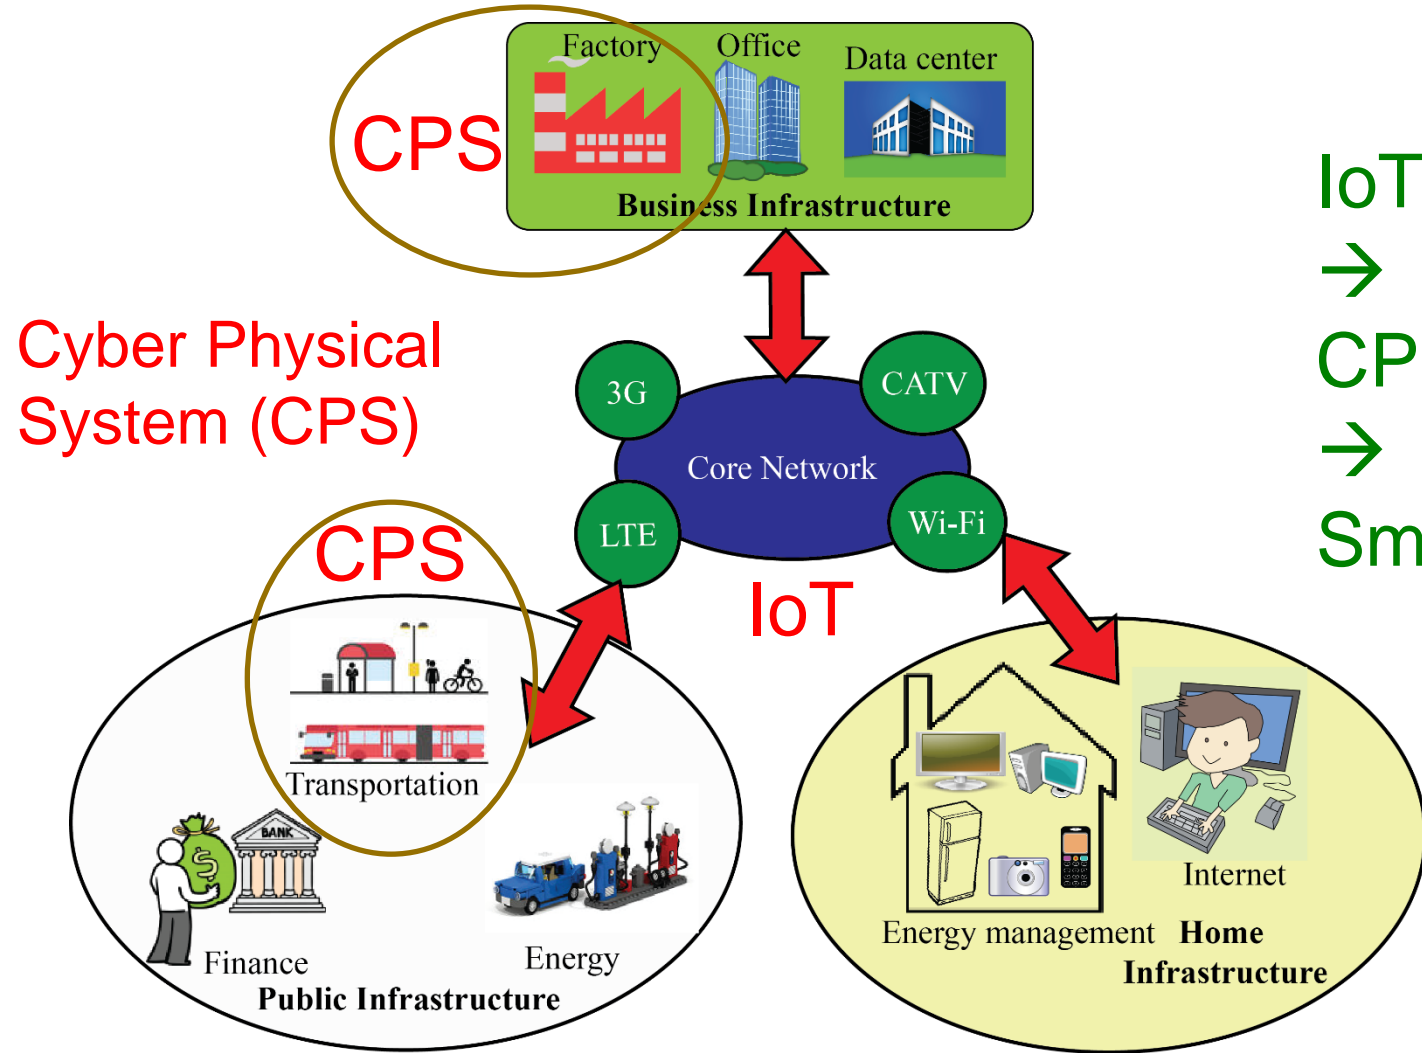 Factory
Office
Data center
CPS
Business Infrastructure
IoT
→
CP
→
Sm
Cyber Physical
System (CPS)
3G
CATV
Core Network
LTE
Wi-Fi
IoT
CPS
Transportation
BANK
$
Finance
Energy
Public Infrastructure
Internet
Energy management
Home
Infrastructure